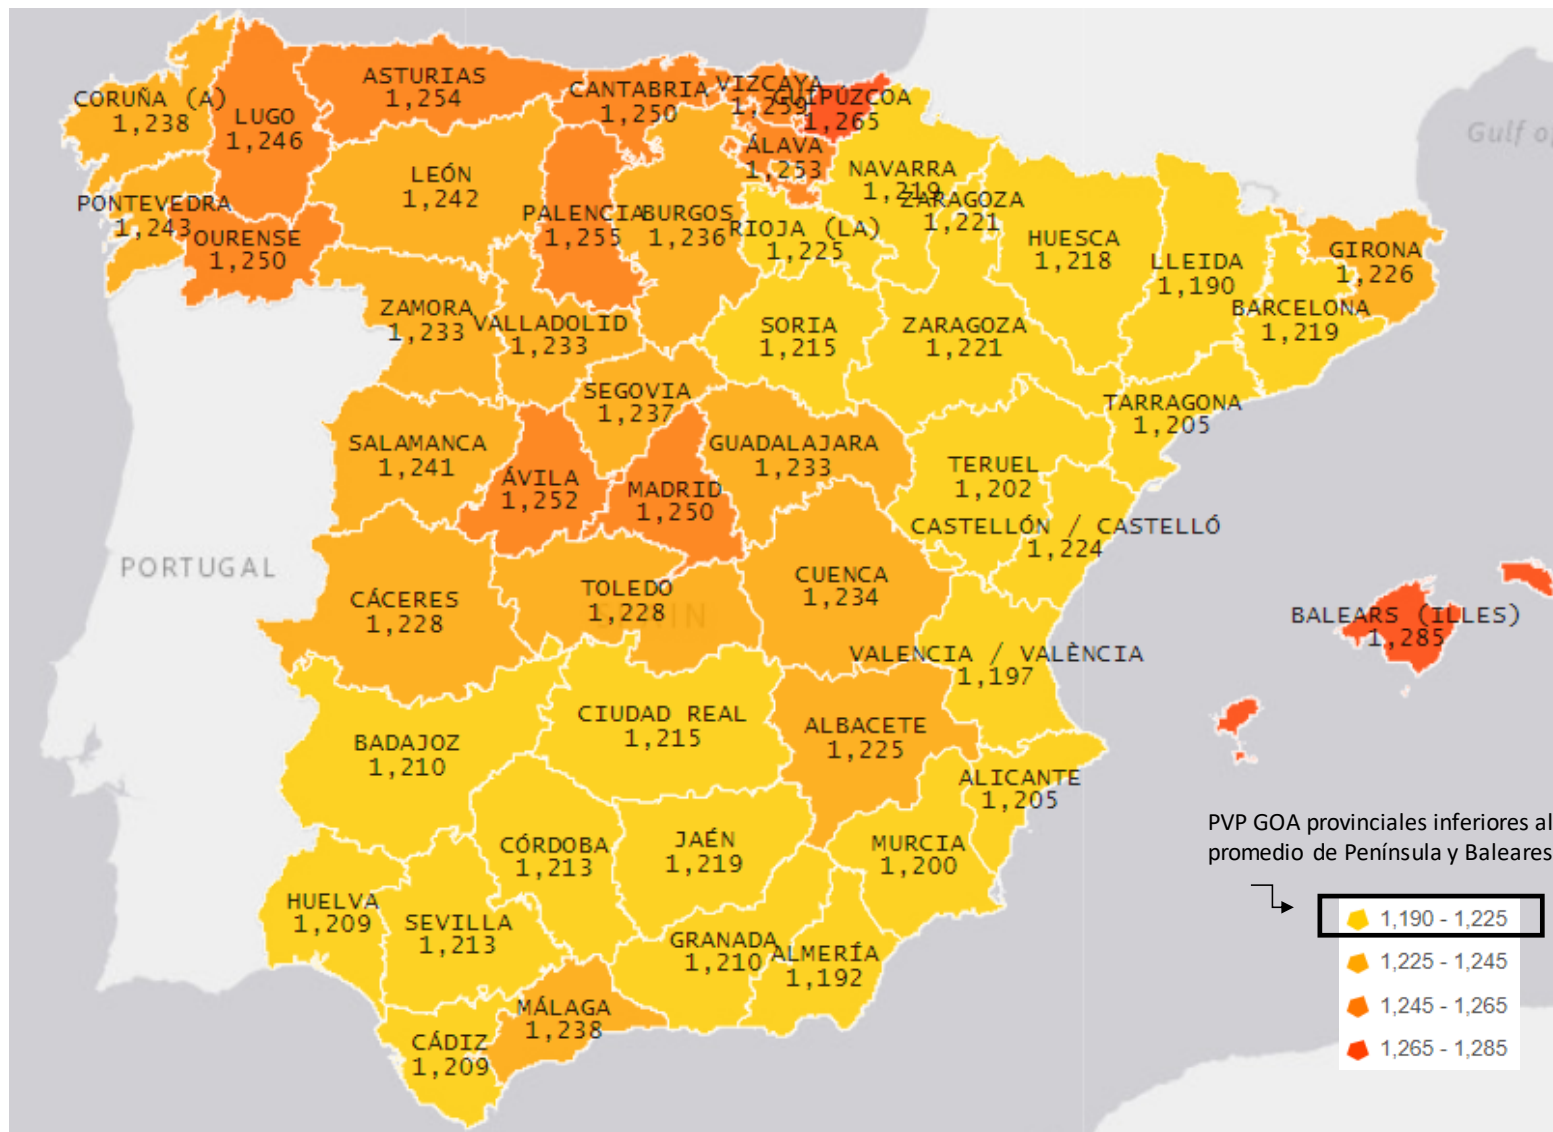 ASTURIAS
1,254
CANTABRIA
1,250
VIZCAYA
1,259
GUIPÚZCOA
1,265
CORUÑA (A)
1,238
LUGO
1,246
ÁLAVA
1,253
Gulf o
LEÓN
1,242
NAVARRA
1,219
ZARAGOZA
1,221
PONTEVEDRA
1,243
OURENSE
1,250
PALENCIA
1,255
BURGOS
1,236
RIOJA (LA)
1,225
HUESCA
1,218
LLEIDA
1,190
GIRONA
1,226
BARCELONA
1,219
ZAMORA
1,233
VALLADOLID
1,233
SORIA
1,215
ZARAGOZA
1,221
SEGOVIA
1,237
TARRAGONA
1,205
SALAMANCA
1,241
ÁVILA
1,252
MADRID
1,250
GUADALAJARA
1,233
TERUEL
1,202
CASTELLÓN / CASTELLÓ
1,224
PORTUGAL
CÁCERES
1,228
TOLEDO
1,228
SPAIN
CUENCA
1,234
BALEARS (ILLES)
1,285
VALENCIA / VALÈNCIA
1,197
BADAJOZ
1,210
CIUDAD REAL
1,215
ALBACETE
1,225
ALICANTE
1,205
CÓRDOBA
1,213
JAÉN
1,219
MURCIA
1,200
HUELVA
1,209
SEVILLA
1,213
GRANADA
1,210
ALMERÍA
1,192
MÁLAGA
1,238
CÁDIZ
1,209
PVP GOA provinciales inferiores al
promedio de Península y Baleares
1,190 - 1,225
1,225 - 1,245
1,245 - 1,265
1,265 - 1,285